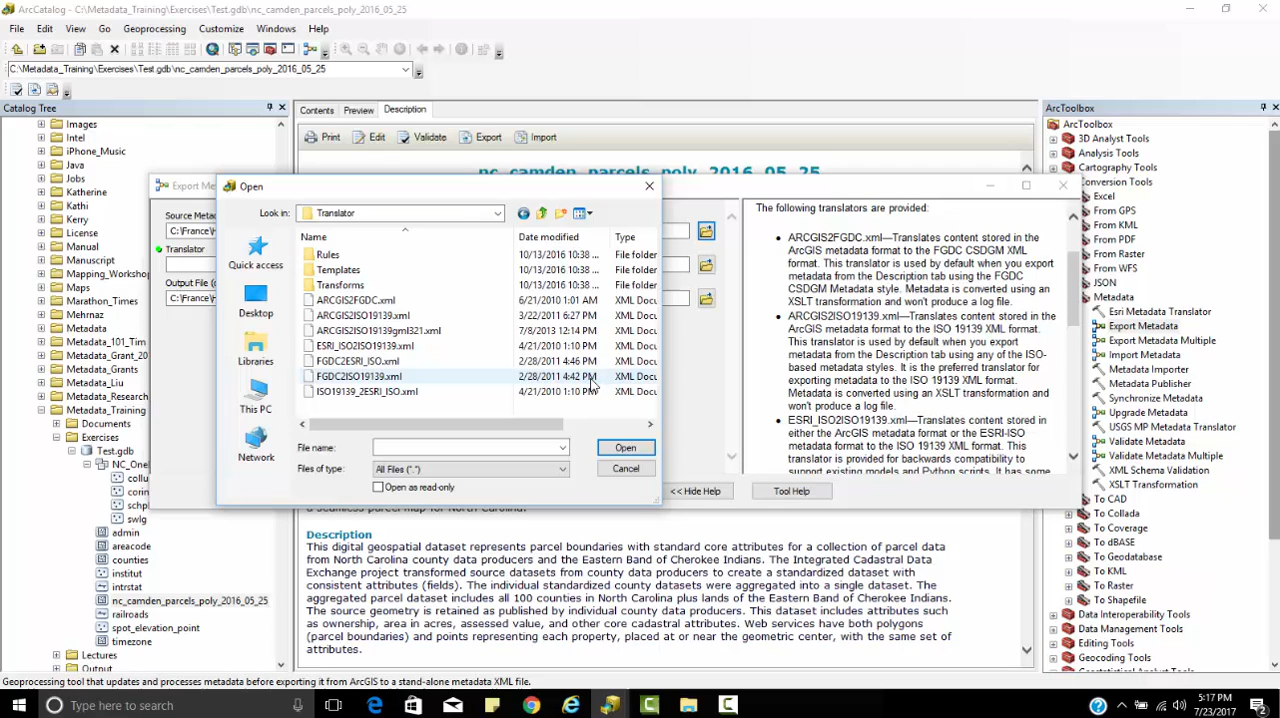 ArcCatalog - C:\Metadata_Training\Exercises\Test.gdb\nc_camden_parcels_poly_2016_05_25
File Edit View Go Geoprocessing Customize Windows Help
C:\Metadata_Training\Exercises\Test.gdb\nc_camden_parcels_poly_2016_05_25
Catalog Tree
Images
Intel
iPhone_Music
Java
Jobs
Katherine
Kathi
Kerry
License
Manual
Manuscript
Mapping_Workshop
Maps
Marathon_Times
Mehrnaz
Metadata
Metadata_101_Tim
Metadata_Grant_20
Metadata_Liu
Metadata_Training
Documents
Exercises
Test.gdb
NC_Onel
collu
corin
schp
swlg
admin
areacode
counties
institut
intrstat
nc_camden_parcels_poly_2016_05_25
railroads
spot_elevation_point
timezone
Lectures
Output
Contents Preview Description
Print Edit Validate Export Import
nc_camden_parcels_poly_2016_05_25
Export Me
Source Metac
C:\France\H
Translator
Output File (o
C:\France\H
Open
Look in: Translator
Quick access
Desktop
Libraries
This PC
Network
Name Date modified Type
Rules 10/13/2016 10:38 ... File folder
Templates 10/13/2016 10:38 ... File folder
Transforms 10/13/2016 10:38 ... File folder
ARCGIS2FGDC.xml 6/21/2010 1:01 AM XML Docu
ARCGIS2ISO19139.xml 3/22/2011 6:27 PM XML Docu
ARCGIS2ISO19139gml321.xml 7/8/2013 12:14 PM XML Docu
ESRI_ISO2ISO19139.xml 4/21/2010 1:10 PM XML Docu
FGDC2ESRI_ISO.xml 2/28/2011 4:46 PM XML Docu
FGDC2ISO19139.xml 2/28/2011 4:42 PM XML Docu
ISO19139_2ESRI_ISO.xml 4/21/2010 1:10 PM XML Docu
File name: Open
Files of type: All Files (*.*) Cancel
Open as read-only
The following translators are provided:
• ARCGIS2FGDC.xml—Translates content stored in the
ArcGIS metadata format to the FGDC CSDGM XML
format. This translator is used by default when you export
metadata from the Description tab using the FGDC
CSDGM Metadata style. Metadata is converted using an
XSLT transformation and won't produce a log file.
• ARCGIS2ISO19139.xml—Translates content stored in the
ArcGIS metadata format to the ISO 19139 XML format.
This translator is used by default when you export
metadata from the Description tab using any of the ISO-
based metadata styles. It is the preferred translator for
exporting metadata to the ISO 19139 XML format.
Metadata is converted using an XSLT transformation and
won't produce a log file.
• ESRI_ISO2ISO19139.xml—Translates content stored in
either the ArcGIS metadata format or the ESRI-ISO
metadata format to the ISO 19139 XML format. This
translator is provided for backwards compatibility to
support existing models and Python scripts. It has some
<< Hide Help Tool Help
a seamless parcel map for North Carolina.
Description
This digital geospatial dataset represents parcel boundaries with standard core attributes for a collection of parcel data
from North Carolina county data producers and the Eastern Band of Cherokee Indians. The Integrated Cadastral Data
Exchange project transformed source datasets from county data producers to create a standardized dataset with
consistent attributes (fields). The individual standardized county datasets were aggregated into a single dataset. The
aggregated parcel dataset includes all 100 counties in North Carolina plus lands of the Eastern Band of Cherokee Indians.
The source geometry is retained as published by individual county data producers. This dataset includes attributes such
as ownership, area in acres, assessed value, and other core cadastral attributes. Web services have both polygons
(parcel boundaries) and points representing each property, placed at or near the geometric center, with the same set of
attributes.
ArcToolbox
ArcToolbox
3D Analyst Tools
Analysis Tools
Cartography Tools
Conversion Tools
Excel
From GPS
From KML
From PDF
From Raster
From WFS
JSON
Metadata
Esri Metadata Translator
Export Metadata
Export Metadata Multiple
Import Metadata
Metadata Importer
Metadata Publisher
Synchronize Metadata
Upgrade Metadata
USGS MP Metadata Translator
Validate Metadata
Validate Metadata Multiple
XML Schema Validation
XSLT Transformation
To CAD
To Collada
To Coverage
To dBASE
To Geodatabase
To KML
To Raster
To Shapefile
Data Interoperability Tools
Data Management Tools
Editing Tools
Geocoding Tools
Geostatistical Analyst Tools
Geoprocessing tool that updates and processes metadata before exporting it from ArcGIS to a stand-alone metadata XML file.
Type here to search
5:17 PM
7/23/2017